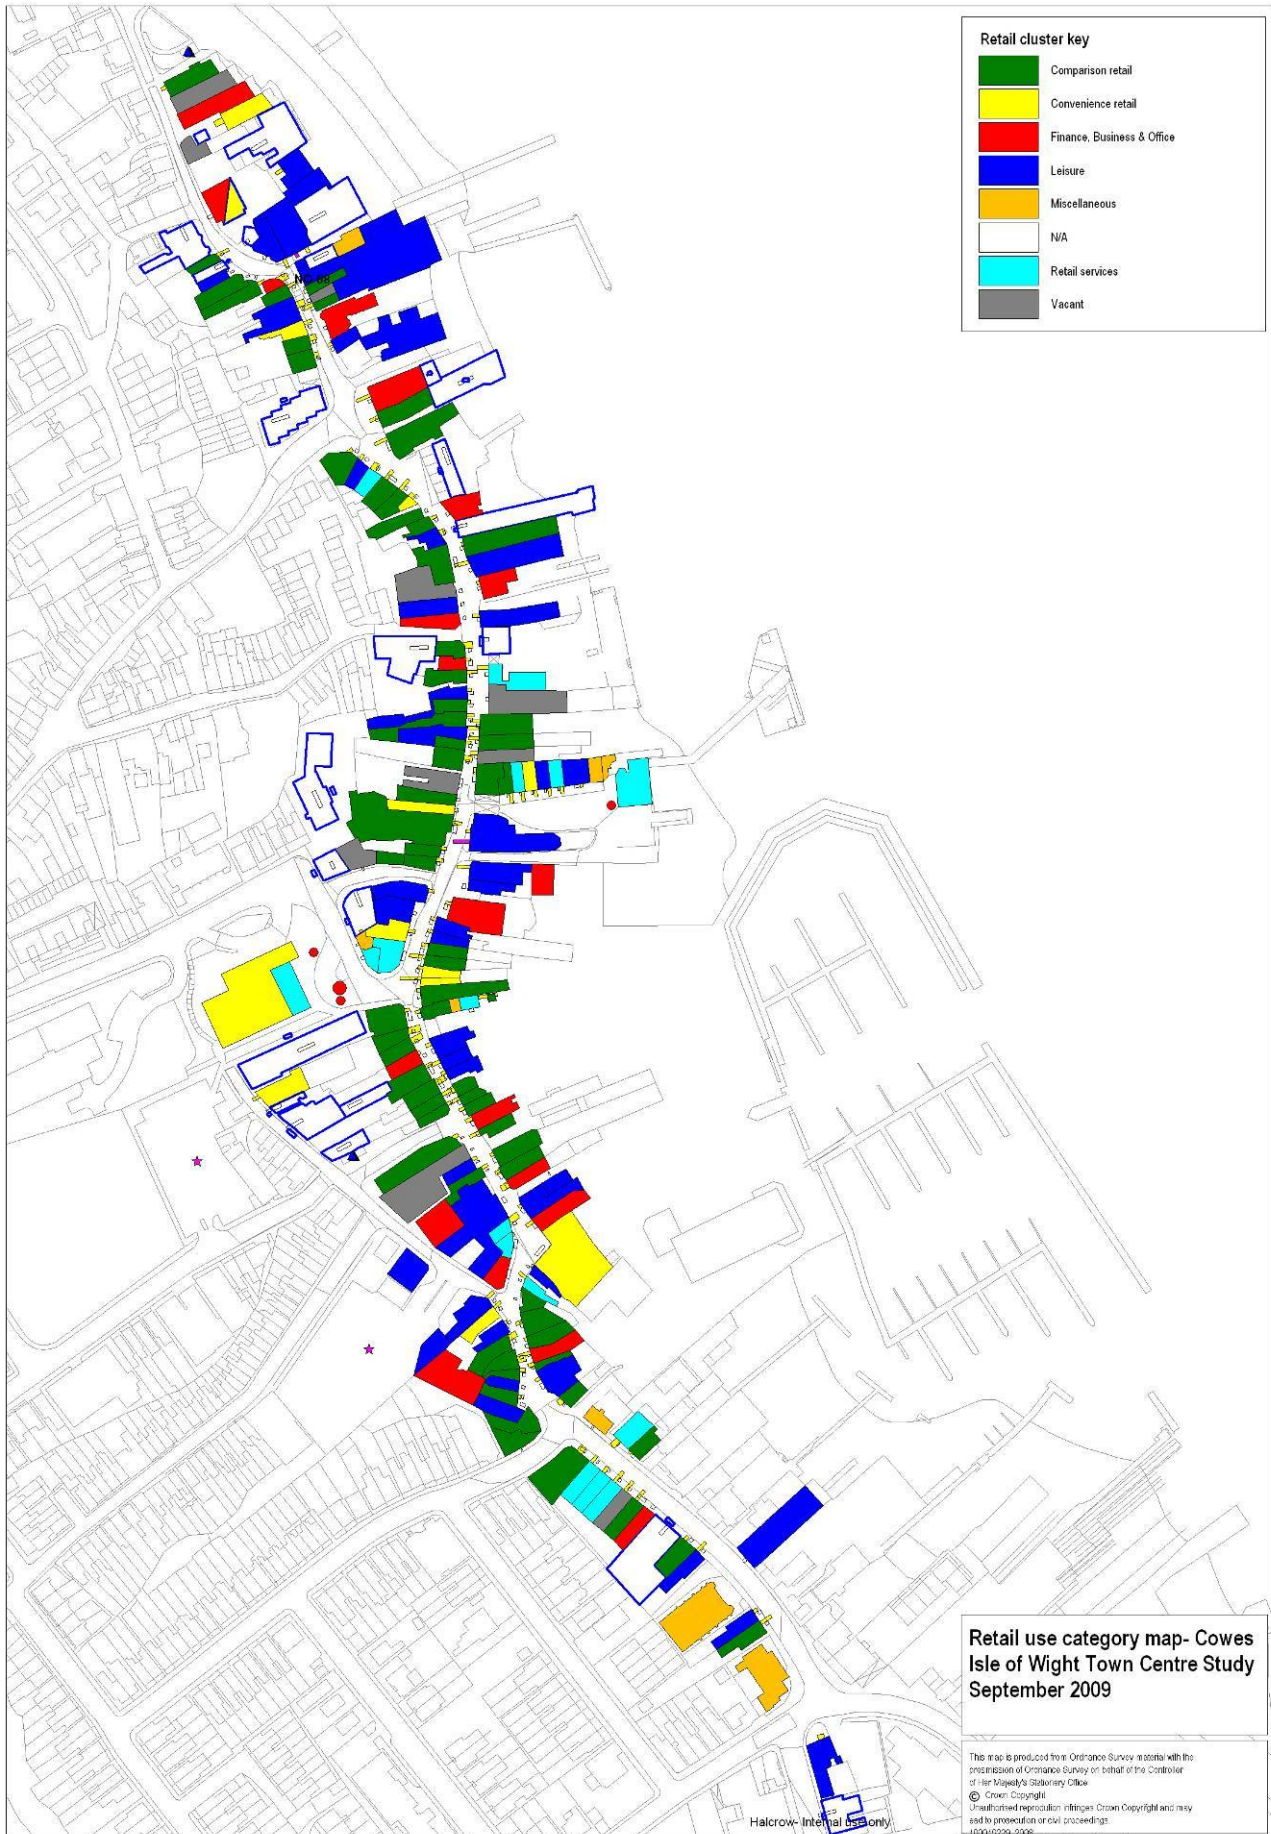 Retail cluster key
Comparison retail
Convenience retail
Finance, Business & Office
Leisure
Miscellaneous
N/A
Retail services
Vacant
Retail use category map- Cowes
Isle of Wight Town Centre Study
September 2009
This map is produced from Ordnance Survey material with the
permission of Ordnance Survey on behalf of the Controller
of Her Majesty's Stationery Office
© Crown Copyright
Unauthorised reproduction infringes Crown Copyright and may
lead to prosecution or civil proceedings
Halcrow- Internal use only